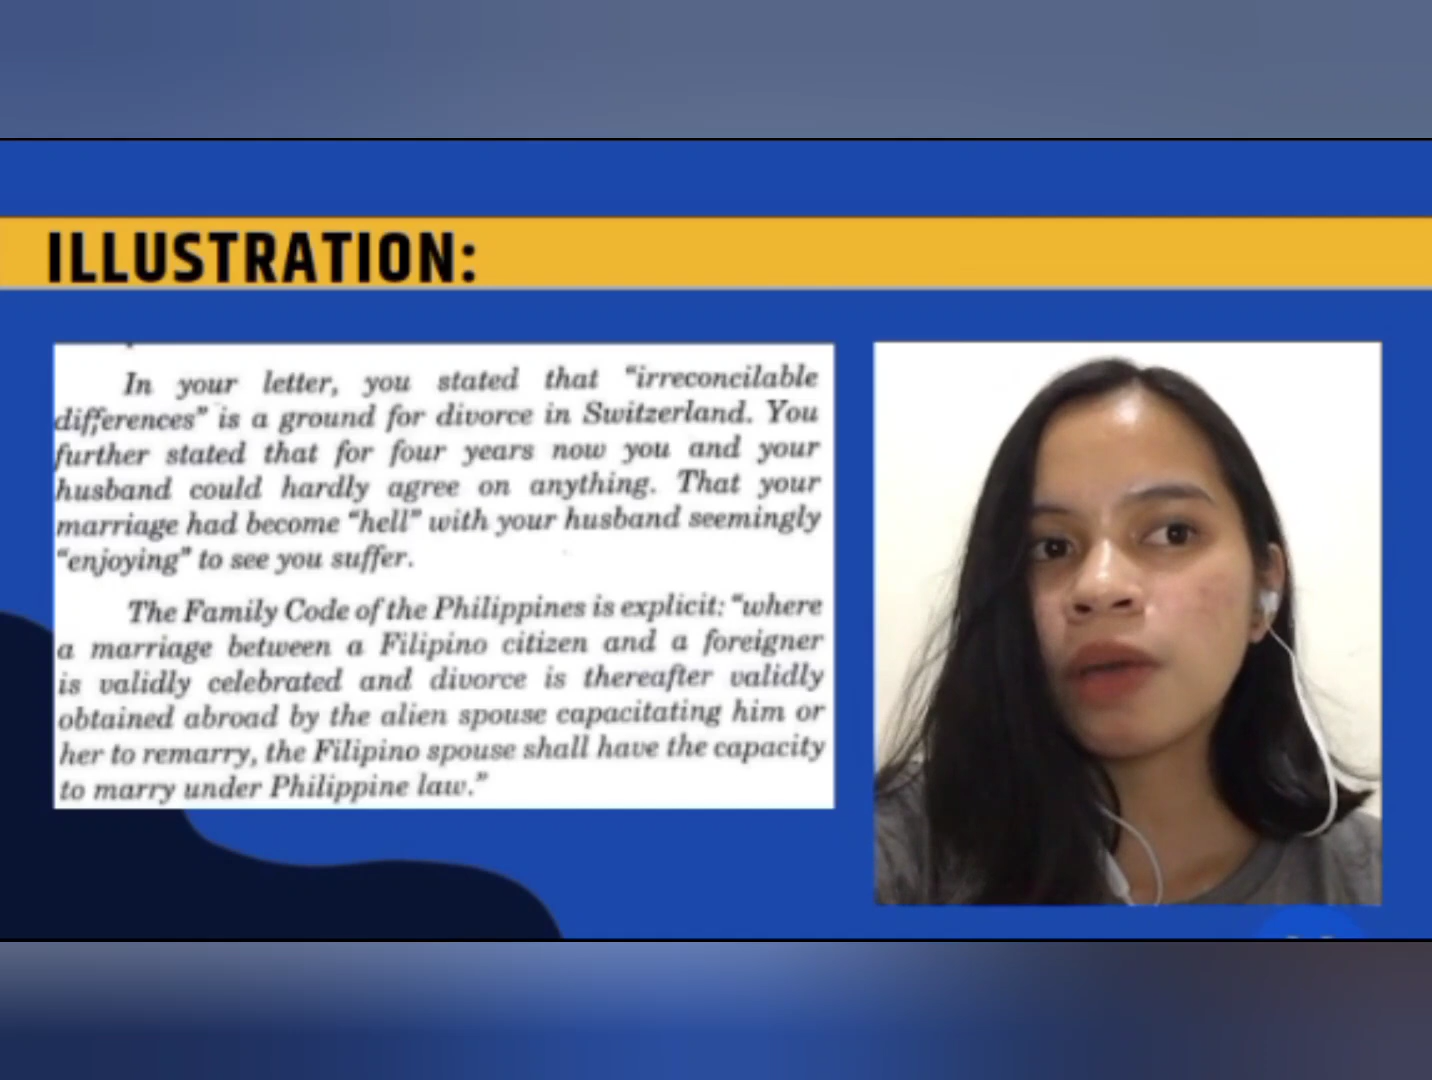 ILLUSTRATION:
In your letter, you stated that “irreconcilable
differences” is a ground for divorce in Switzerland. You
further stated that for four years now you and your
husband could hardly agree on anything. That your
marriage had become “hell” with your husband seemingly
“enjoying” to see you suffer.
The Family Code of the Philippines is explicit: “where
a marriage between a Filipino citizen and a foreigner
is validly celebrated and divorce is thereafter validly
obtained abroad by the alien spouse capacitating him or
her to remarry, the Filipino spouse shall have the capacity
to marry under Philippine law.”